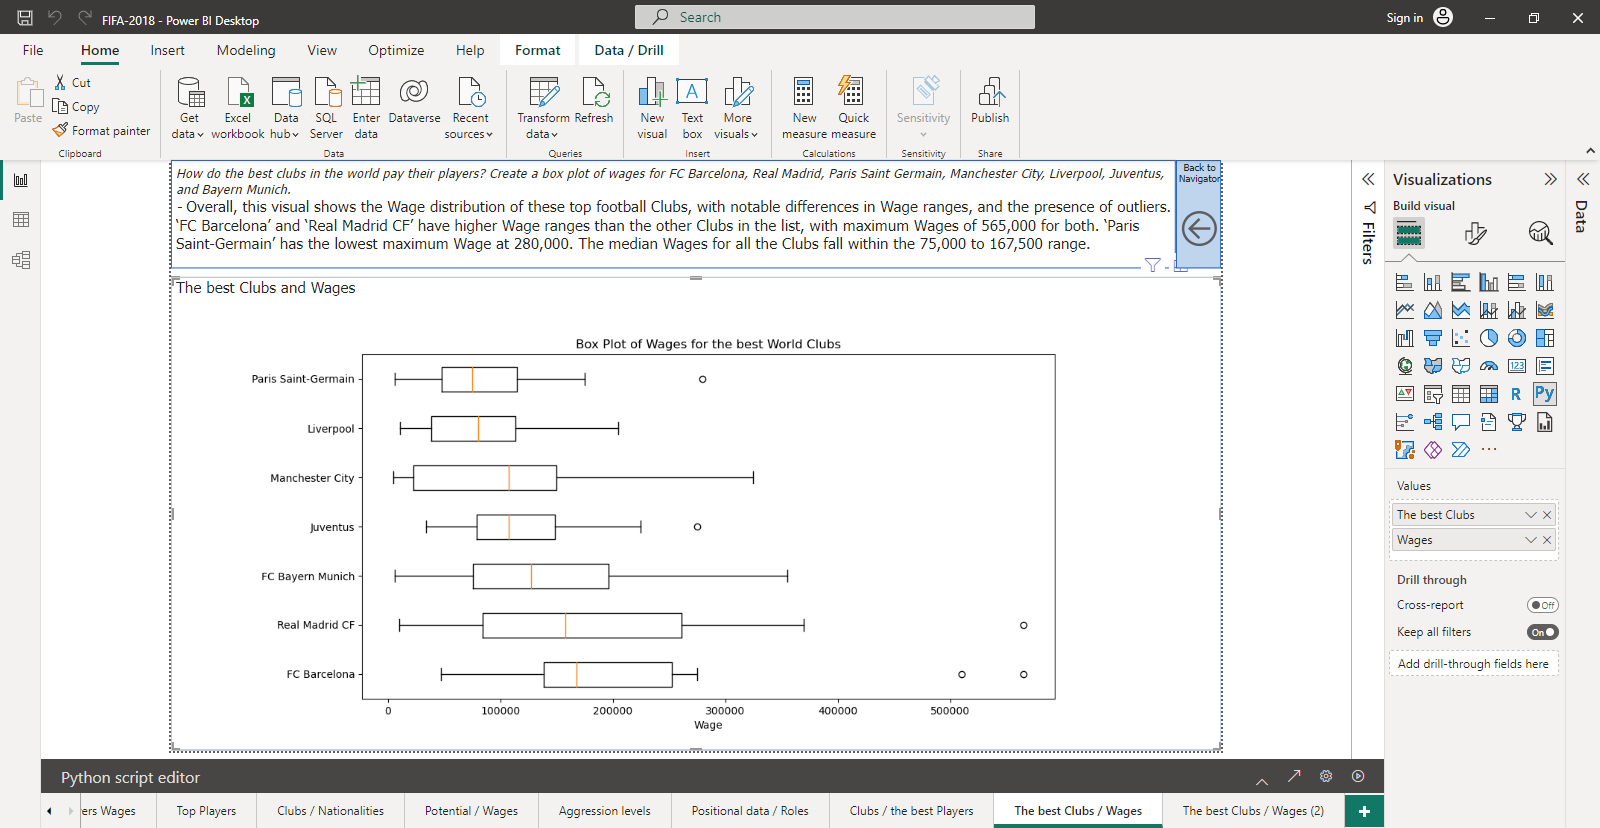 FIFA-2018 - Power BI Desktop
Search
Sign in
File Home Insert Modeling View Optimize Help Format Data / Drill
Paste
Cut
Copy
Format painter
Clipboard
Get data
Excel workbook
Data hub
SQL Server
Enter data
Dataverse
Recent sources
Data
Transform data
Refresh
Queries
New visual
Text box
More visuals
Insert
New measure
Quick measure
Calculations
Sensitivity
Sensitivity
Publish
Share
How do the best clubs in the world pay their players? Create a box plot of wages for FC Barcelona, Real Madrid, Paris Saint Germain, Manchester City, Liverpool, Juventus,
and Bayern Munich.
- Overall, this visual shows the Wage distribution of these top football Clubs, with notable differences in Wage ranges, and the presence of outliers.
‘FC Barcelona’ and ‘Real Madrid CF’ have higher Wage ranges than the other Clubs in the list, with maximum Wages of 565,000 for both. ‘Paris
Saint-Germain’ has the lowest maximum Wage at 280,000. The median Wages for all the Clubs fall within the 75,000 to 167,500 range.
Back to
Navigator
The best Clubs and Wages
Box Plot of Wages for the best World Clubs
Paris Saint-Germain
Liverpool
Manchester City
Juventus
FC Bayern Munich
Real Madrid CF
FC Barcelona
0 100000 200000 300000 400000 500000
Wage
Filters
Visualizations
Build visual
123
R
Py
Values
The best Clubs
Wages
Drill through
Cross-report
Off
Keep all filters
On
Add drill-through fields here
Data
Python script editor
ers Wages
Top Players
Clubs / Nationalities
Potential / Wages
Aggression levels
Positional data / Roles
Clubs / the best Players
The best Clubs / Wages
The best Clubs / Wages (2)